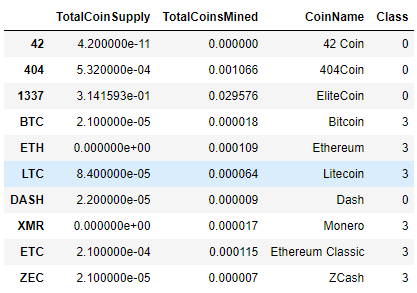 TotalCoinSupply TotalCoinsMined CoinName Class
42 4.200000e-11 0.000000 42 Coin 0
404 5.320000e-04 0.001066 404Coin 0
1337 3.141593e-01 0.029576 EliteCoin 0
BTC 2.100000e-05 0.000018 Bitcoin 3
ETH 0.000000e+00 0.000109 Ethereum 3
LTC 8.400000e-05 0.000064 Litecoin 3
DASH 2.200000e-05 0.000009 Dash 0
XMR 0.000000e+00 0.000017 Monero 3
ETC 2.100000e-04 0.000115 Ethereum Classic 3
ZEC 2.100000e-05 0.000007 ZCash 3